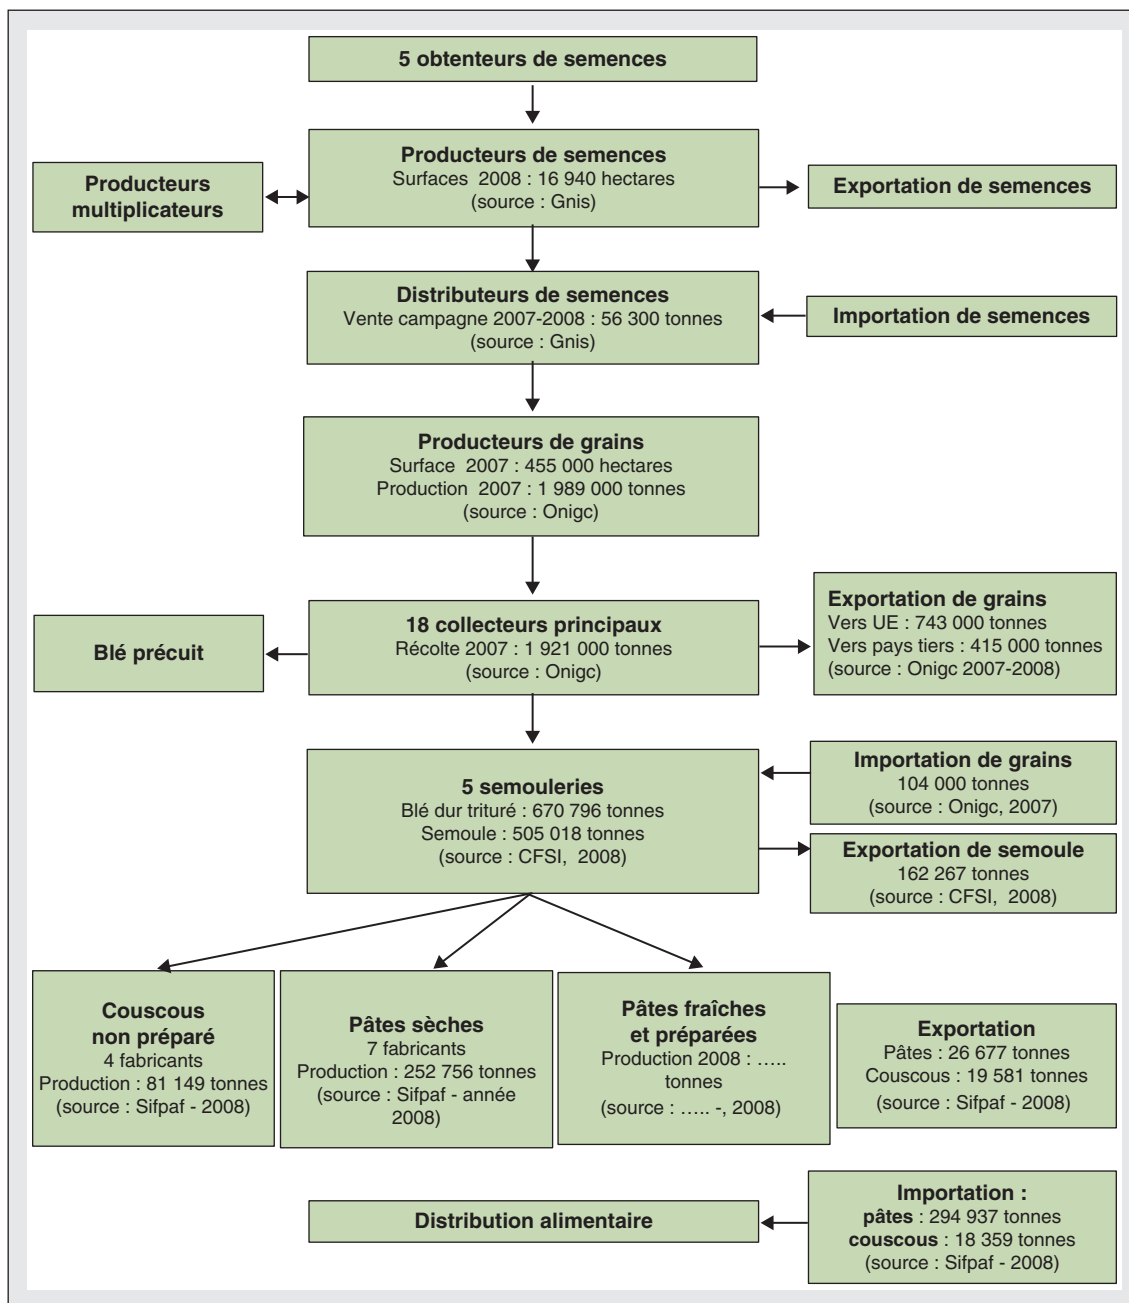 5 obtenteurs de semences
Producteurs de semences
Surfaces 2008 : 16 940 hectares
(source : Gnis)
Producteurs
multiplicateurs
Exportation de semences
Distributeurs de semences
Vente campagne 2007-2008 : 56 300 tonnes
(source : Gnis)
Importation de semences
Producteurs de grains
Surface 2007 : 455 000 hectares
Production 2007 : 1 989 000 tonnes
(source : Onigc)
18 collecteurs principaux
Récolte 2007 : 1 921 000 tonnes
(source : Onigc)
Blé précuit
Exportation de grains
Vers UE : 743 000 tonnes
Vers pays tiers : 415 000 tonnes
(source : Onigc 2007-2008)
5 semouleries
Blé dur trituré : 670 796 tonnes
Semoule : 505 018 tonnes
(source : CFSI, 2008)
Importation de grains
104 000 tonnes
(source : Onigc, 2007)
Exportation de semoule
162 267 tonnes
(source : CFSI, 2008)
Couscous
non préparé
4 fabricants
Production : 81 149 tonnes
(source : Sifpaf - 2008)
Pâtes sèches
7 fabricants
Production : 252 756 tonnes
(source : Sifpaf - année
2008)
Pâtes fraîches
et préparées
Production 2008 : .....
tonnes
(source : ..... -, 2008)
Exportation
Pâtes : 26 677 tonnes
Couscous : 19 581 tonnes
(source : Sifpaf - 2008)
Distribution alimentaire
Importation :
pâtes : 294 937 tonnes
couscous : 18 359 tonnes
(source : Sifpaf - 2008)